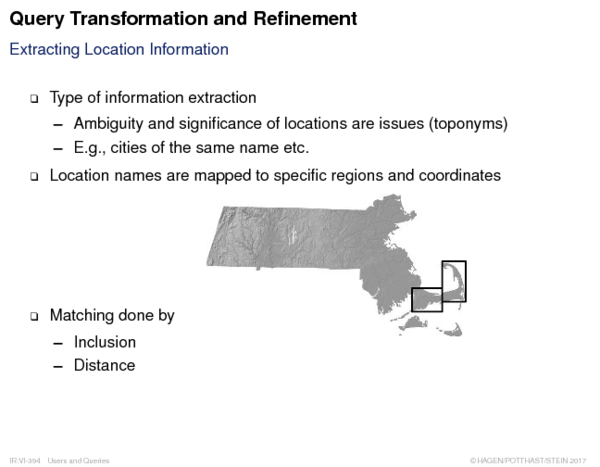 Query Transformation and Refinement
Extracting Location Information
❑ Type of information extraction
– Ambiguity and significance of locations are issues (toponyms)
– E.g., cities of the same name etc.
❑ Location names are mapped to specific regions and coordinates
❑ Matching done by
– Inclusion
– Distance
IR:VI-394 Users and Queries
© HAGEN/POTTHAST/STEIN 2017